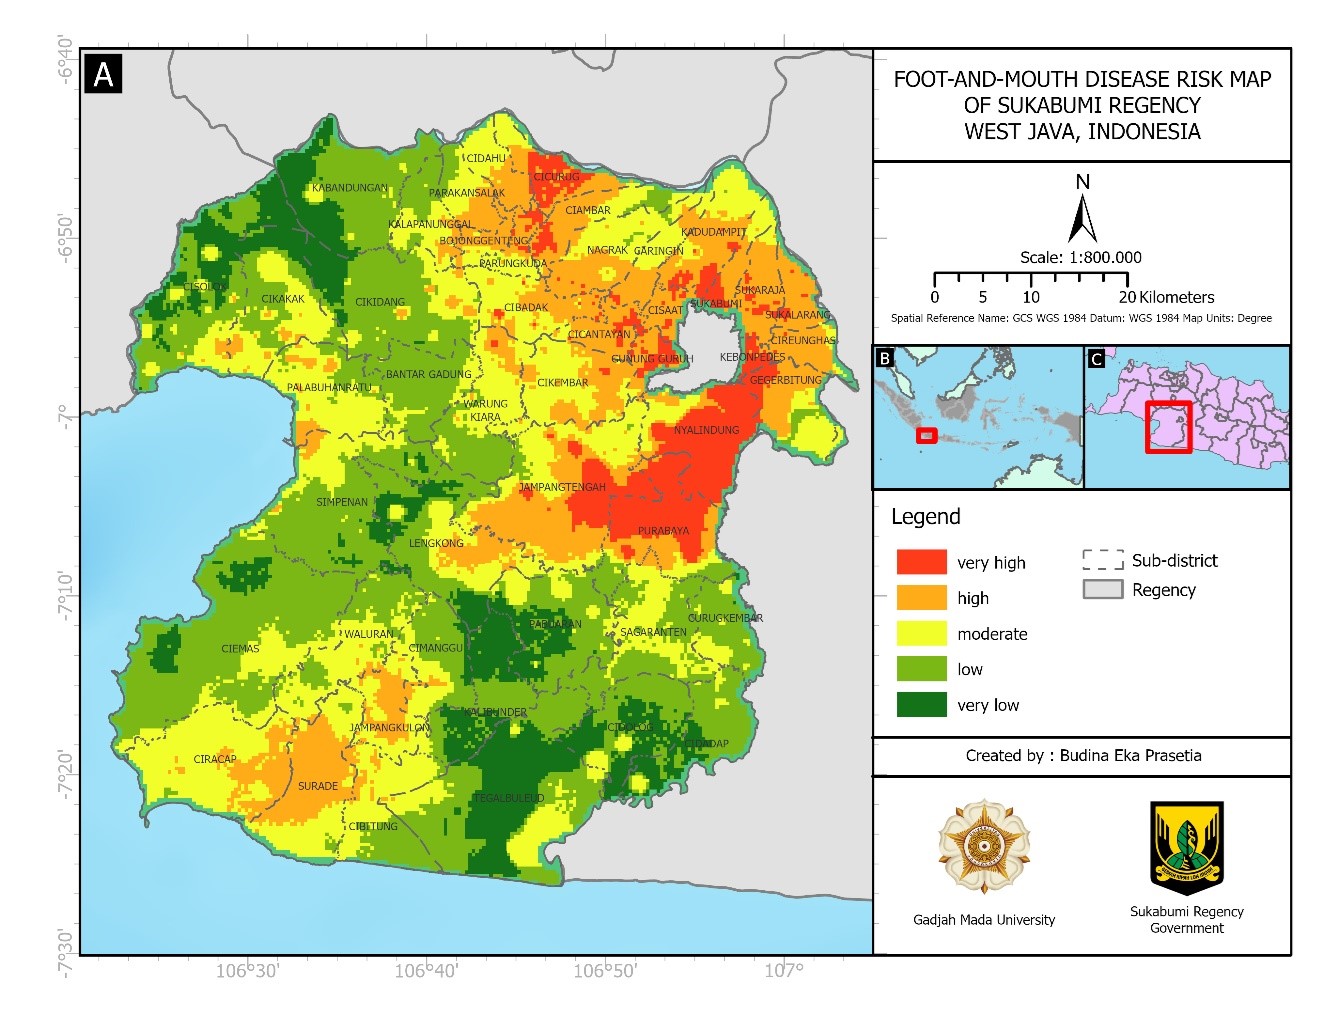 A
FOOT-AND-MOUTH DISEASE RISK MAP
OF SUKABUMI REGENCY
WEST JAVA, INDONESIA
N
Scale: 1:800.000
0 5 10 20 Kilometers
Spatial Reference Name: GCS WGS 1984 Datum: WGS 1984 Map Units: Degree
B
C
Legend
very high
high
moderate
low
very low
Sub-district
Regency
Created by : Budina Eka Prasetia
Gadjah Mada University
Sukabumi Regency
Government
-6°40'
-6°50'
-7°
-7°10'
-7°20'
-7°30'
106°30'
106°40'
106°50'
107°
CIDAHU
CICURUG
KABANDUNGAN
PARAKANSALAK
CIAMBAR
KALAPANUNGGAL
KADUDAMPIT
BOJONGGENTENG
NAGRAK
GARINGIN
PARUNGKUDA
CISOLOK
SUKARAJA
CIKAKAK
CIKIDANG
CIBADAK
CISAAT
SUKABUMI
SUKALARANG
CICANTAYAN
CIREUNGHAS
GUNUNG GURUH
KEBONPEDES
BANTAR GADUNG
CIKEMBAR
GEGERBITUNG
PALABUHANRATU
WARUNG
KIARA
NYALINDUNG
JAMPANGTENGAH
SIMPENAN
PURABAYA
LENGKONG
CURUGKEMBAR
PABUARAN
SAGARANTEN
WALURAN
CIEMAS
CIMANGGU
KALIBUNDER
JAMPANGKULON
CIDOLOG
CIDADAP
CIRACAP
SURADE
TEGALBULEUD
CIBITUNG